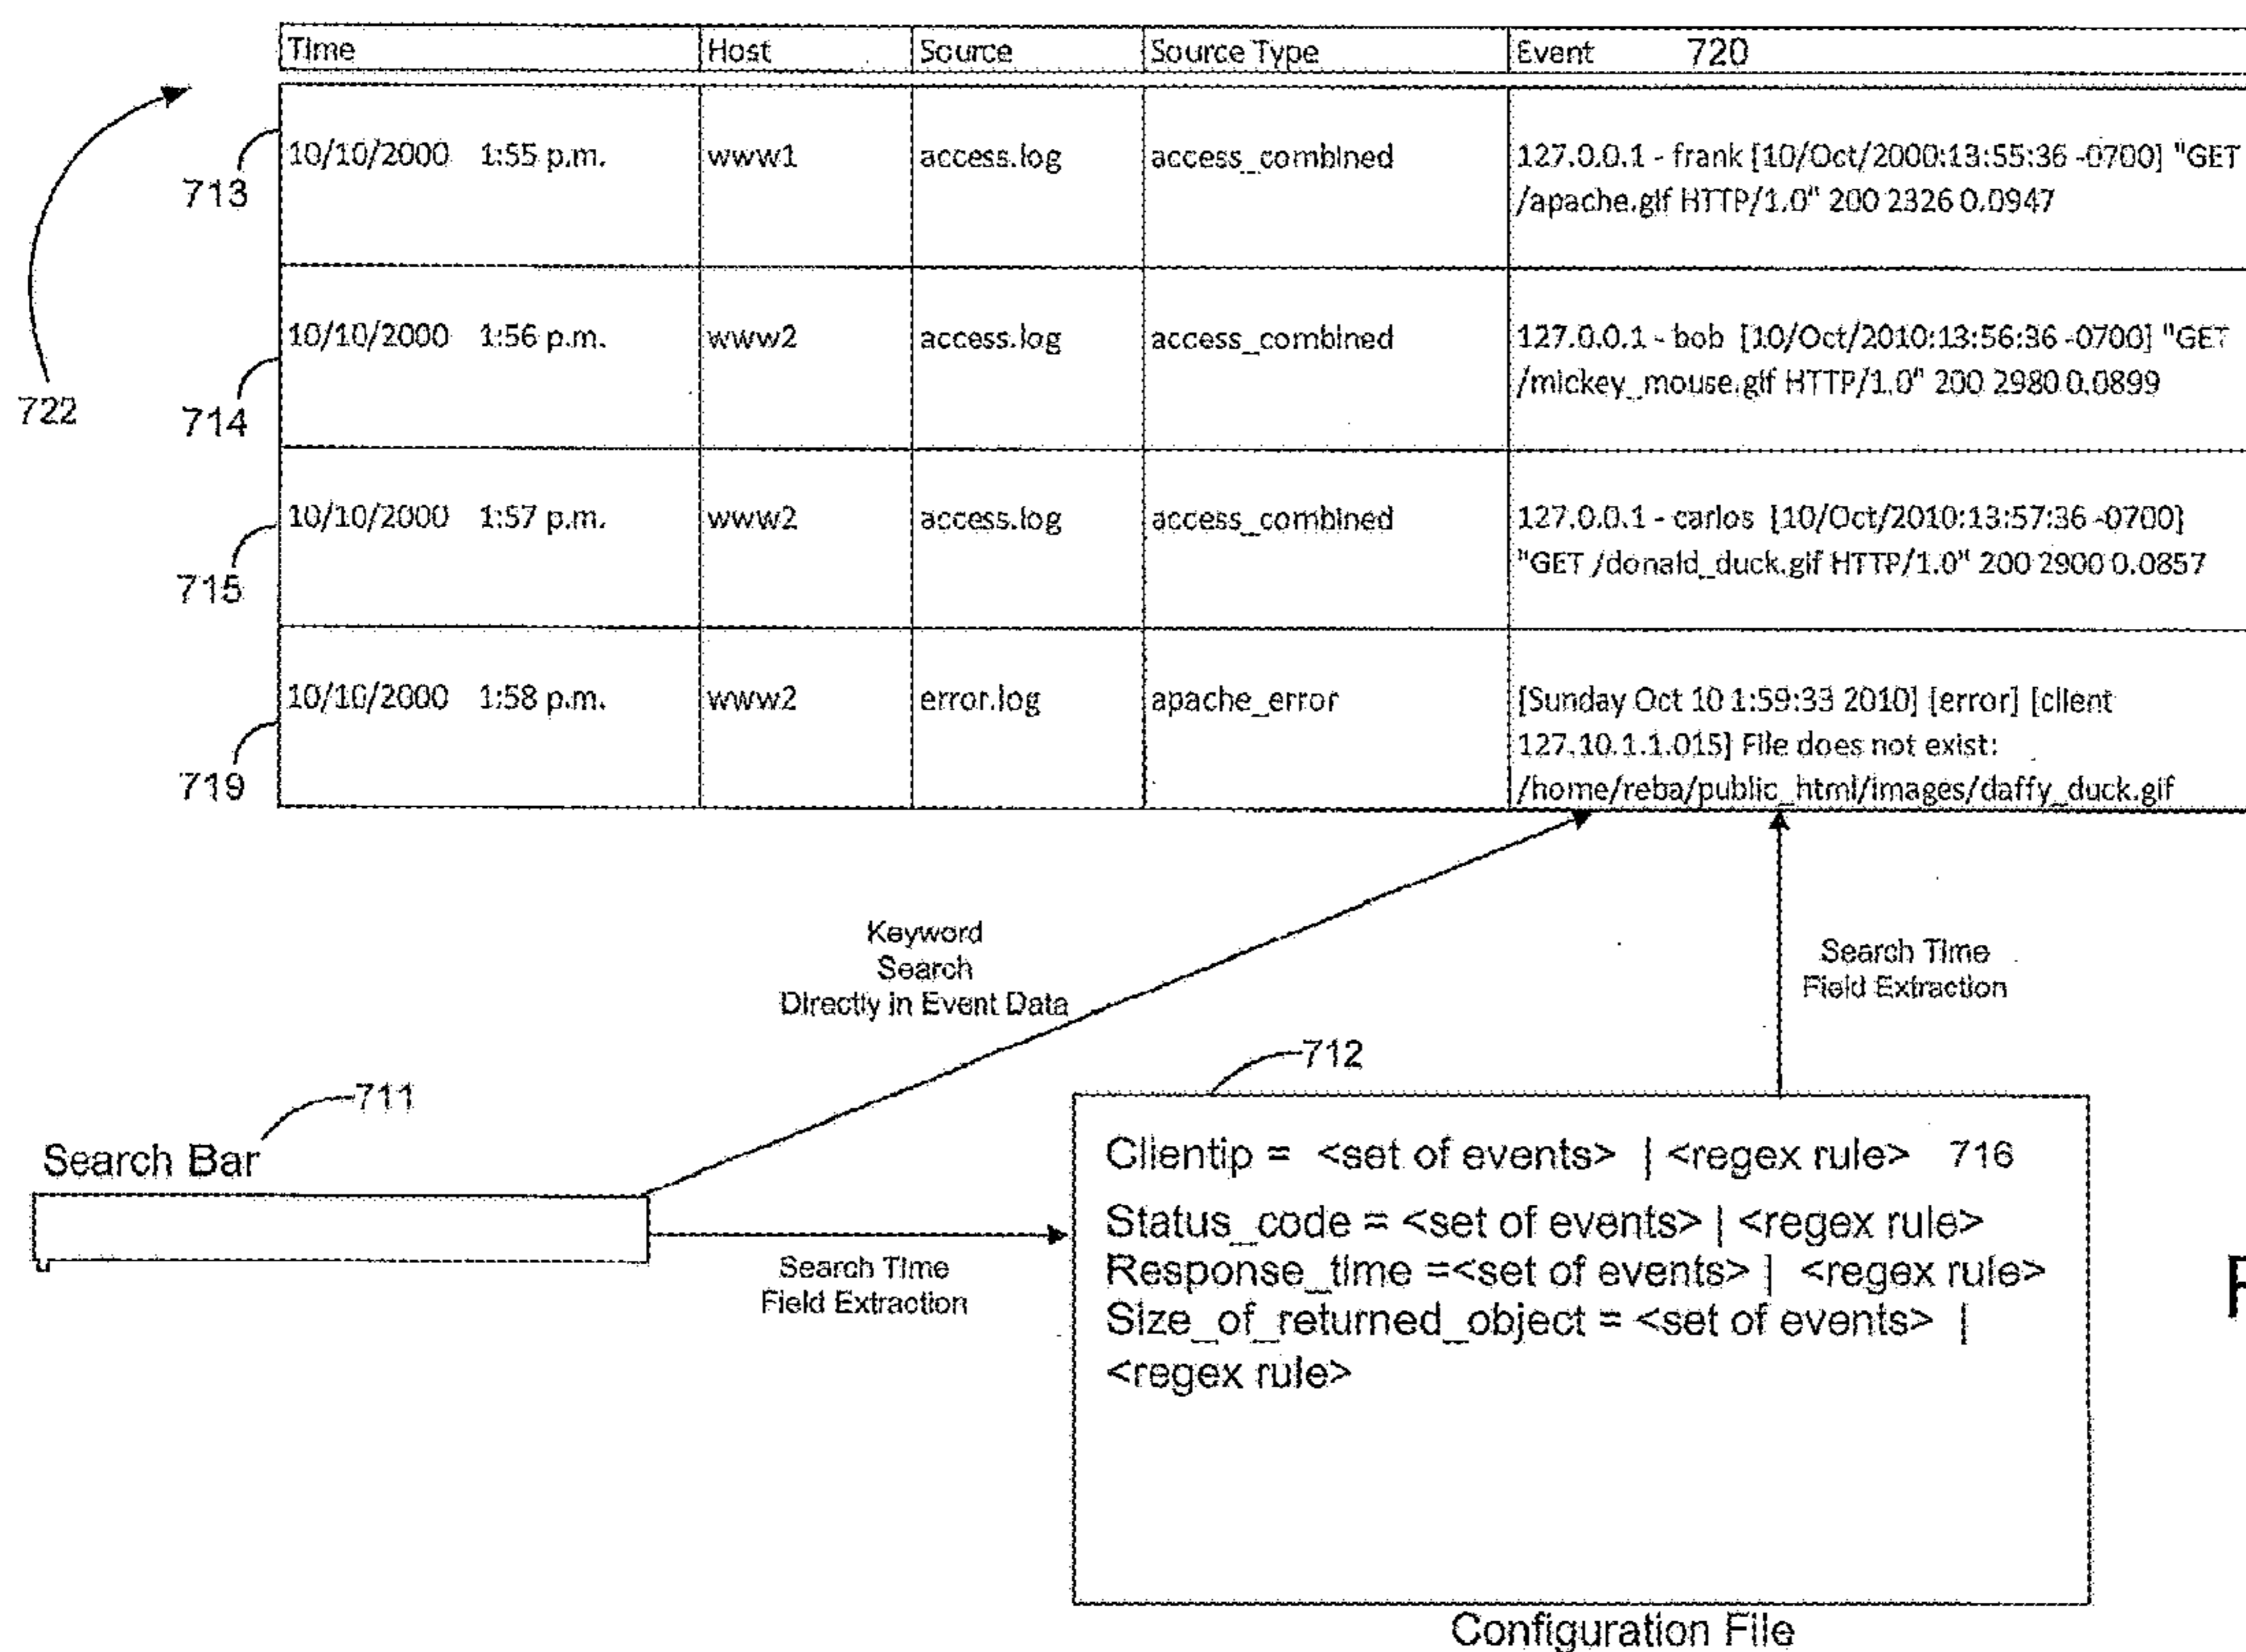 Time Host Source Source Type Event 720
10/10/2000 1:55 p.m. www1 access.log access_combined 127.0.0.1 - frank [10/Oct/2000:13:55:36 -0700] "GET
/apache.gif HTTP/1.0" 200 2326 0.0947
713
10/10/2000 1:56 p.m. www2 access.log access_combined 127.0.0.1 - bob [10/Oct/2010:13:56:36 -0700] "GET
/mickey_mouse.gif HTTP/1.0" 200 2980 0.0899
722
714
10/10/2000 1:57 p.m. www2 access.log access_combined 127.0.0.1 - carlos [10/Oct/2010:13:57:36 -0700]
"GET /donald_duck.gif HTTP/1.0" 200 2900 0.0857
715
10/10/2000 1:58 p.m. www2 error.log apache_error [Sunday Oct 10 1:59:33 2010] [error] [client
127.10.1.1.015] File does not exist:
/home/reba/public_html/images/daffy_duck.gif
719
Keyword
Search
Directly in Event Data
Search Time
Field Extraction
712
711
Search Bar
Search Time
Field Extraction
Clientip = <set of events> | <regex rule> 716
Status_code = <set of events> | <regex rule>
Response_time =<set of events> | <regex rule>
Size_of_returned_object = <set of events> |
<regex rule>
Configuration File